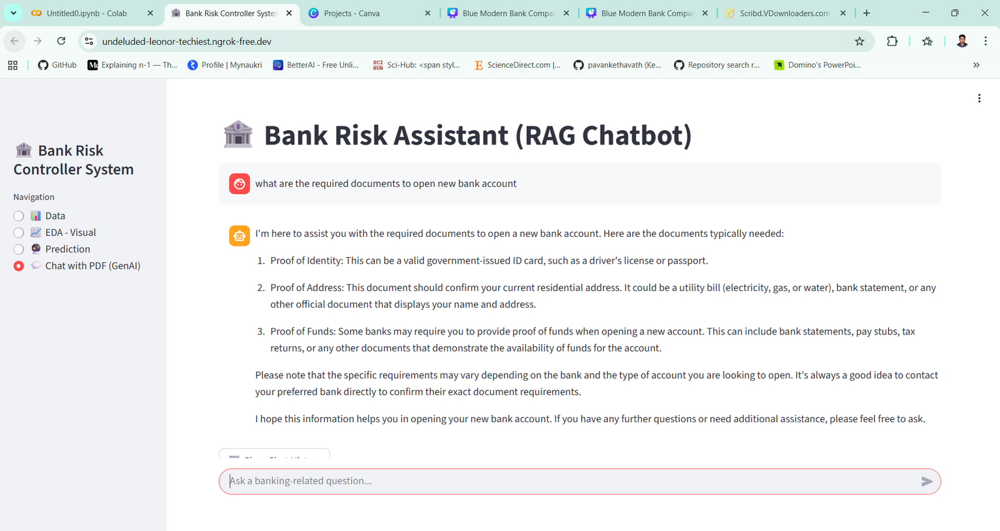 Untitled0.ipynb - Colab
Bank Risk Controller System
Projects - Canva
Blue Modern Bank Compa
Blue Modern Bank Compa
Scribd.VDownloaders.com
undeluded-leonor-techiest.ngrok-free.dev
GitHub
Explaining n-1 — Th...
Profile | Mynaukri
BetterAI - Free Unli...
SCI HUB
Sci-Hub: <span styl...
ScienceDirect.com |...
pavankethavath (Ke...
Repository search r...
Domino's PowerPoi...
Bank Risk
Controller System
Navigation
Data
EDA - Visual
Prediction
Chat with PDF (GenAI)
Bank Risk Assistant (RAG Chatbot)
what are the required documents to open new bank account
I'm here to assist you with the required documents to open a new bank account. Here are the documents typically needed:
1. Proof of Identity: This can be a valid government-issued ID card, such as a driver's license or passport.
2. Proof of Address: This document should confirm your current residential address. It could be a utility bill (electricity, gas, or water), bank statement, or any
other official document that displays your name and address.
3. Proof of Funds: Some banks may require you to provide proof of funds when opening a new account. This can include bank statements, pay stubs, tax
returns, or any other documents that demonstrate the availability of funds for the account.
Please note that the specific requirements may vary depending on the bank and the type of account you are looking to open. It's always a good idea to contact
your preferred bank directly to confirm their exact document requirements.
I hope this information helps you in opening your new bank account. If you have any further questions or need additional assistance, please feel free to ask.
Ask a banking-related question...